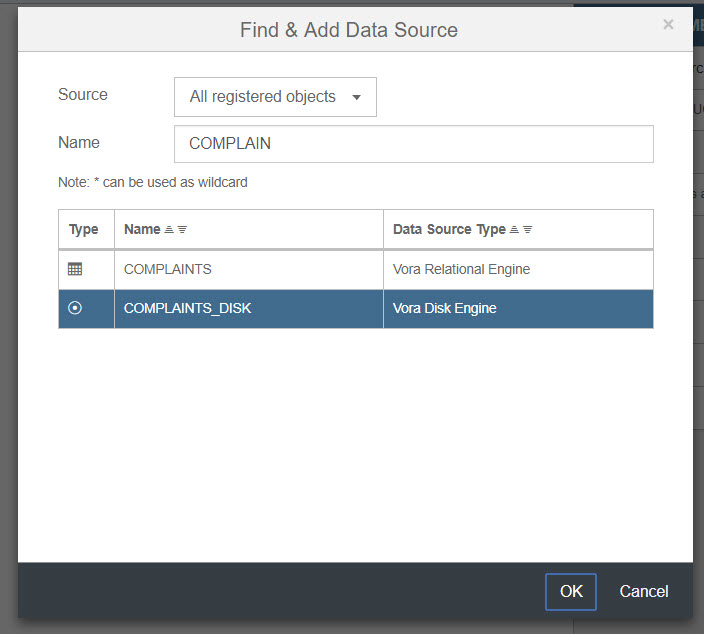 Find & Add Data Source
×
Source All registered objects
Name COMPLAIN
Note: * can be used as wildcard
Type Name Data Source Type
COMPLAINTS Vora Relational Engine
COMPLAINTS_DISK Vora Disk Engine
OK Cancel